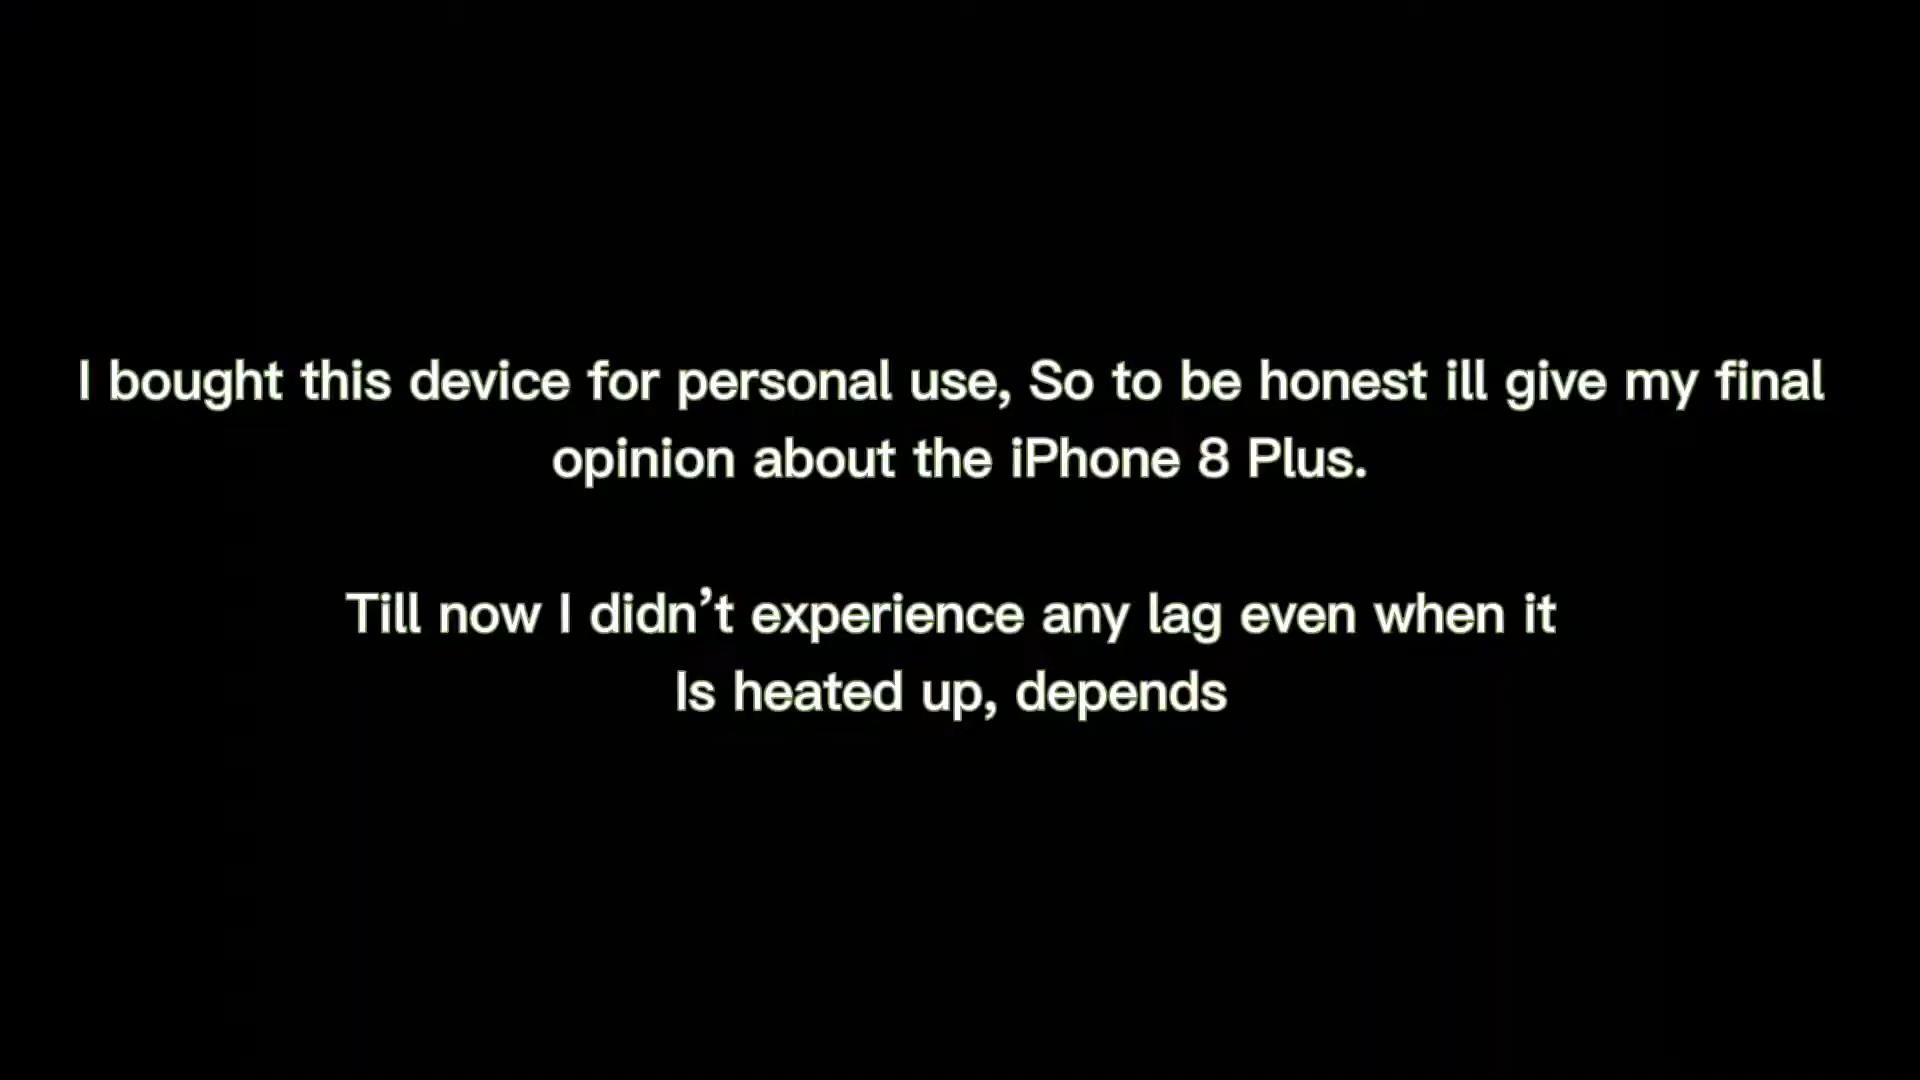 I bought this device for personal use, So to be honest ill give my final
opinion about the iPhone 8 Plus.
Till now I didn’t experience any lag even when it
Is heated up, depends